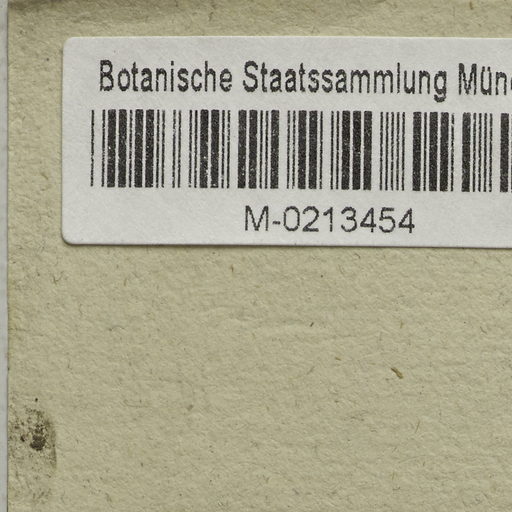 Botanische Staatssammlung Mün
M-0213454